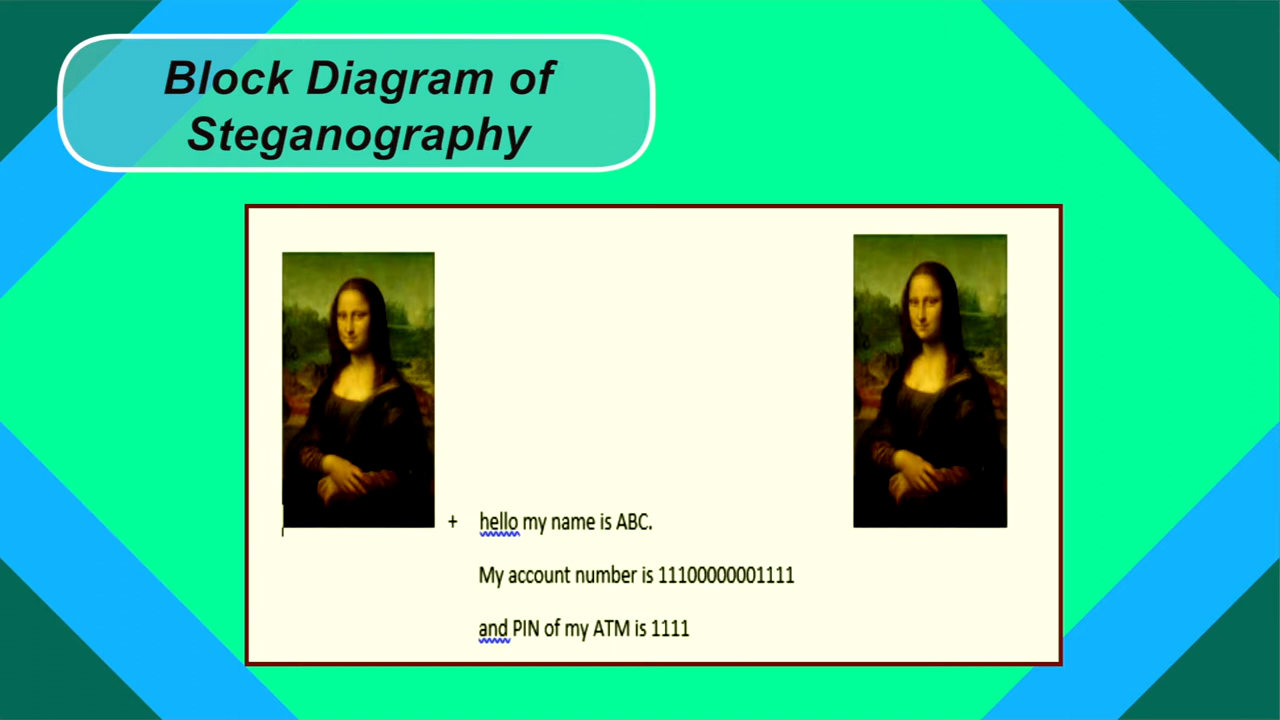 Block Diagram of
Steganography
+ hello my name is ABC.
My account number is 11100000001111
and PIN of my ATM is 1111